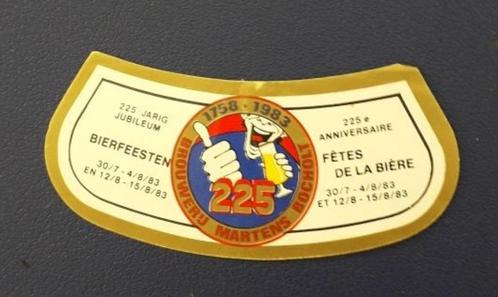 225 JARIG
JUBILEUM
BIERFEESTEN
30/7 - 4/8/83
EN 12/8 - 15/8/83
1758 - 1983
BROUWERIJ MARTENS BOCHOLT
225
225e
ANNIVERSAIRE
FÊTES
DE LA BIÈRE
30/7 - 4/8/83
ET 12/8 - 15/8/83